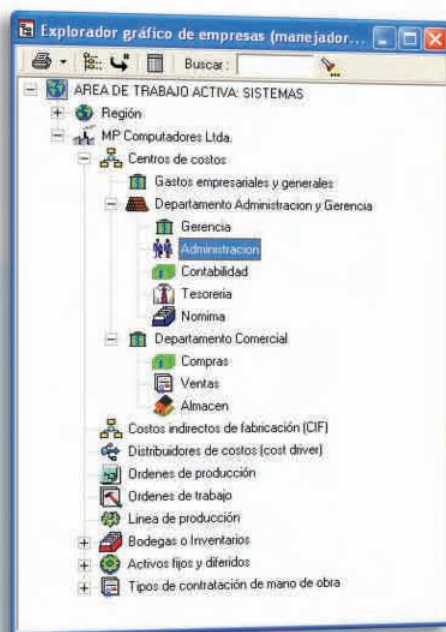 Explorador gráfico de empresas (manejador...
Buscar:
AREA DE TRABAJO ACTIVA: SISTEMAS
Región
MP Computadores Ltda.
Centros de costos
Gastos empresariales y generales
Departamento Administracion y Gerencia
Gerencia
Administracion
Contabilidad
Tesoreria
Nomima
Departamento Comercial
Compras
Ventas
Almacen
Costos indirectos de fabricación (CIF)
Distribuidores de costos (cost driver)
Ordenes de producción
Ordenes de trabajo
Linea de producción
Bodegas o Inventarios
Activos fijos y diferidos
Tipos de contratación de mano de obra